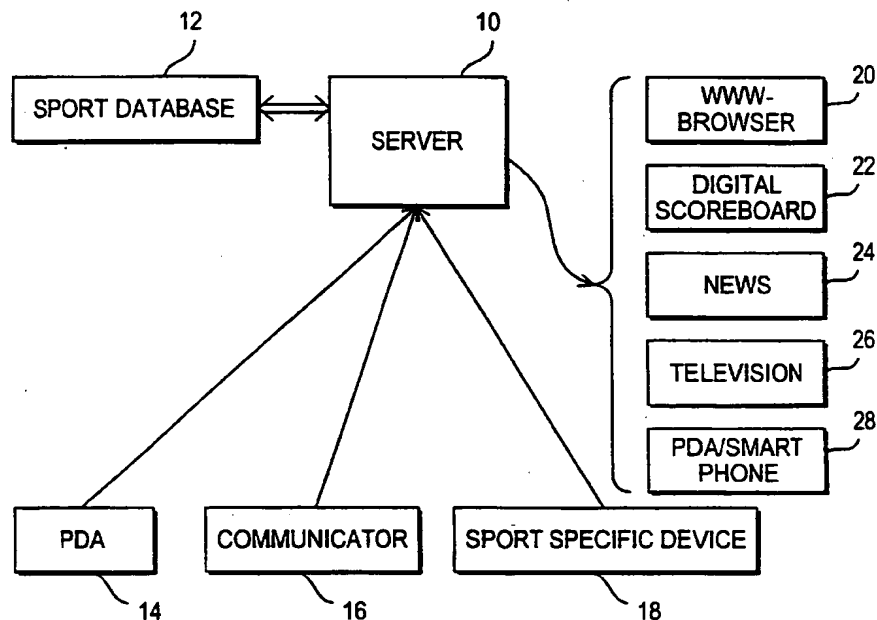 12
10
SPORT DATABASE
SERVER
20
WWW-
BROWSER
22
DIGITAL
SCOREBOARD
24
NEWS
26
TELEVISION
28
PDA/SMART
PHONE
PDA
COMMUNICATOR
SPORT SPECIFIC DEVICE
14
16
18